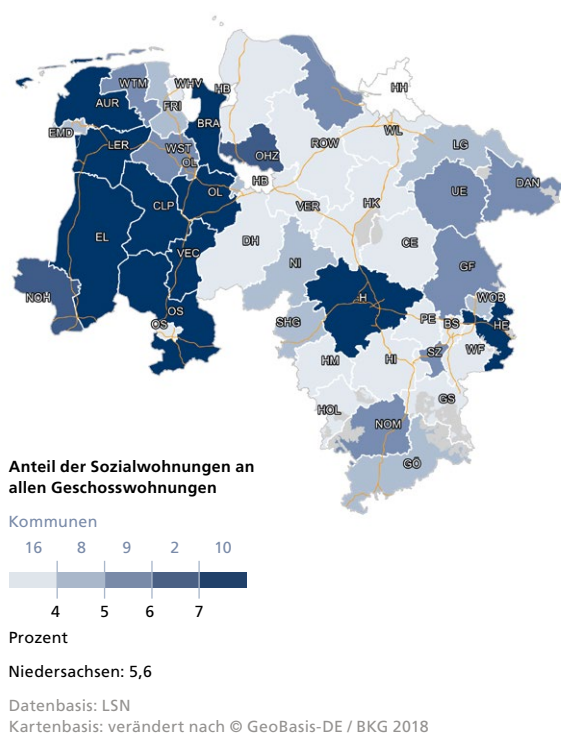 WTM
WHV
HB
HH
AUR
FRI
BRA
EMD
WL
LER
WST
ROW
LG
OHZ
OL
HB
DAN
UE
CLP
OL
HK
VER
EL
CE
DH
VEC
NI
GF
NOH
H
WOB
OS
SHG
PE
BS
HE
OS
SZ
WF
HM
HI
GS
HOL
NOM
GÖ
Anteil der Sozialwohnungen an
allen Geschosswohnungen
Kommunen
16 8 9 2 10
4 5 6 7
Prozent
Niedersachsen: 5,6
Datenbasis: LSN
Kartenbasis: verändert nach © GeoBasis-DE / BKG 2018